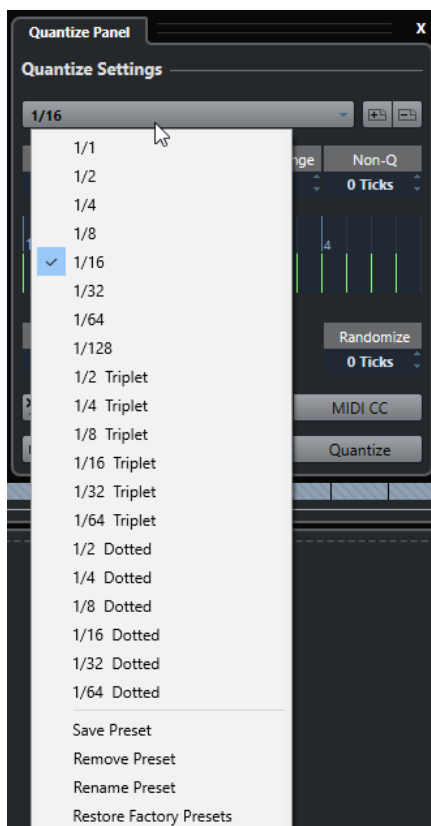 Quantize Panel
X
Quantize Settings
1/16
1/1
1/2
1/4
1/8
1/16
1/32
1/64
1/128
1/2 Triplet
1/4 Triplet
1/8 Triplet
1/16 Triplet
1/32 Triplet
1/64 Triplet
1/2 Dotted
1/4 Dotted
1/8 Dotted
1/16 Dotted
1/32 Dotted
1/64 Dotted
Save Preset
Remove Preset
Rename Preset
Restore Factory Presets
Non-Q
0 Ticks
4
Randomize
0 Ticks
MIDI CC
Quantize